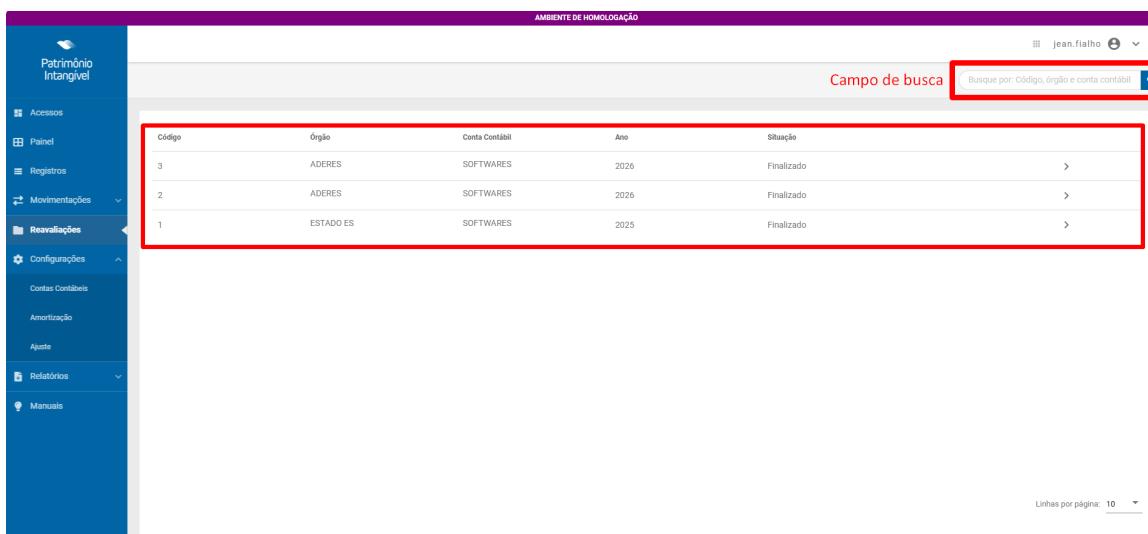 AMBIENTE DE HOMOLOGAÇÃO
jean.fialho
Patrimônio
Intangível
Campo de busca
Busque por: Código, órgão e conta contábil
Acessos
Painel
Registros
Movimentações
Reavaliações
Configurações
Contas Contábeis
Amortização
Ajuste
Relatórios
Manuais
Código Órgão Conta Contábil Ano Situação
3 ADERES SOFTWARES 2026 Finalizado
2 ADERES SOFTWARES 2026 Finalizado
1 ESTADO ES SOFTWARES 2025 Finalizado
Linhas por página: 10